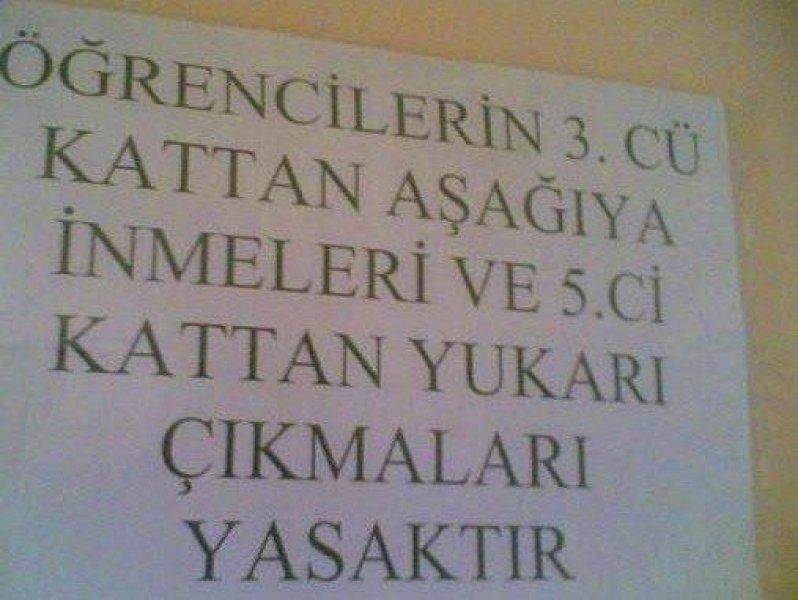 ÖĞRENCİLERİN 3. CÜ
KATTAN AŞAĞIYA
İNMELERİ VE 5.Cİ
KATTAN YUKARI
ÇIKMALARI
YASAKTIR